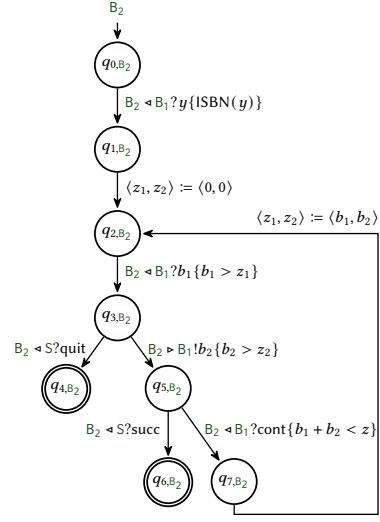 B₂
q₀,B₂
B₂ ◂ B₁?y{ISBN(y)}
q₁,B₂
⟨z₁, z₂⟩ := ⟨0, 0⟩
⟨z₁, z₂⟩ := ⟨b₁, b₂⟩
q₂,B₂
B₂ ◂ B₁?b₁{b₁ > z₁}
q₃,B₂
B₂ ◂ S?quit
B₂ ▹ B₁!b₂{b₂ > z₂}
q₄,B₂
q₅,B₂
B₂ ◂ S?succ
B₂ ◂ B₁?cont{b₁ + b₂ < z}
q₆,B₂
q₇,B₂